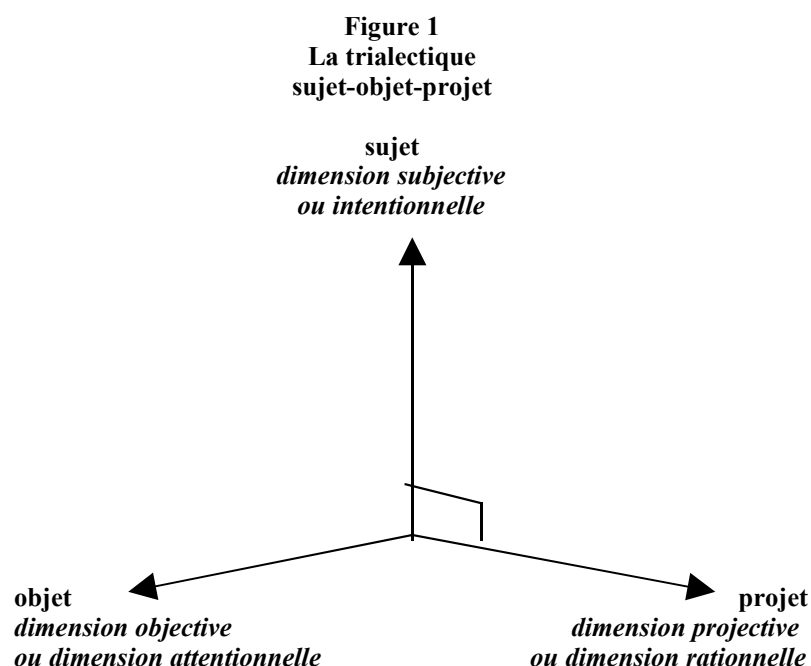 Figure 1
La trialectique
sujet-objet-projet
sujet
dimension subjective
ou intentionnelle
objet
dimension objective
ou dimension attentionnelle
projet
dimension projective
ou dimension rationnelle